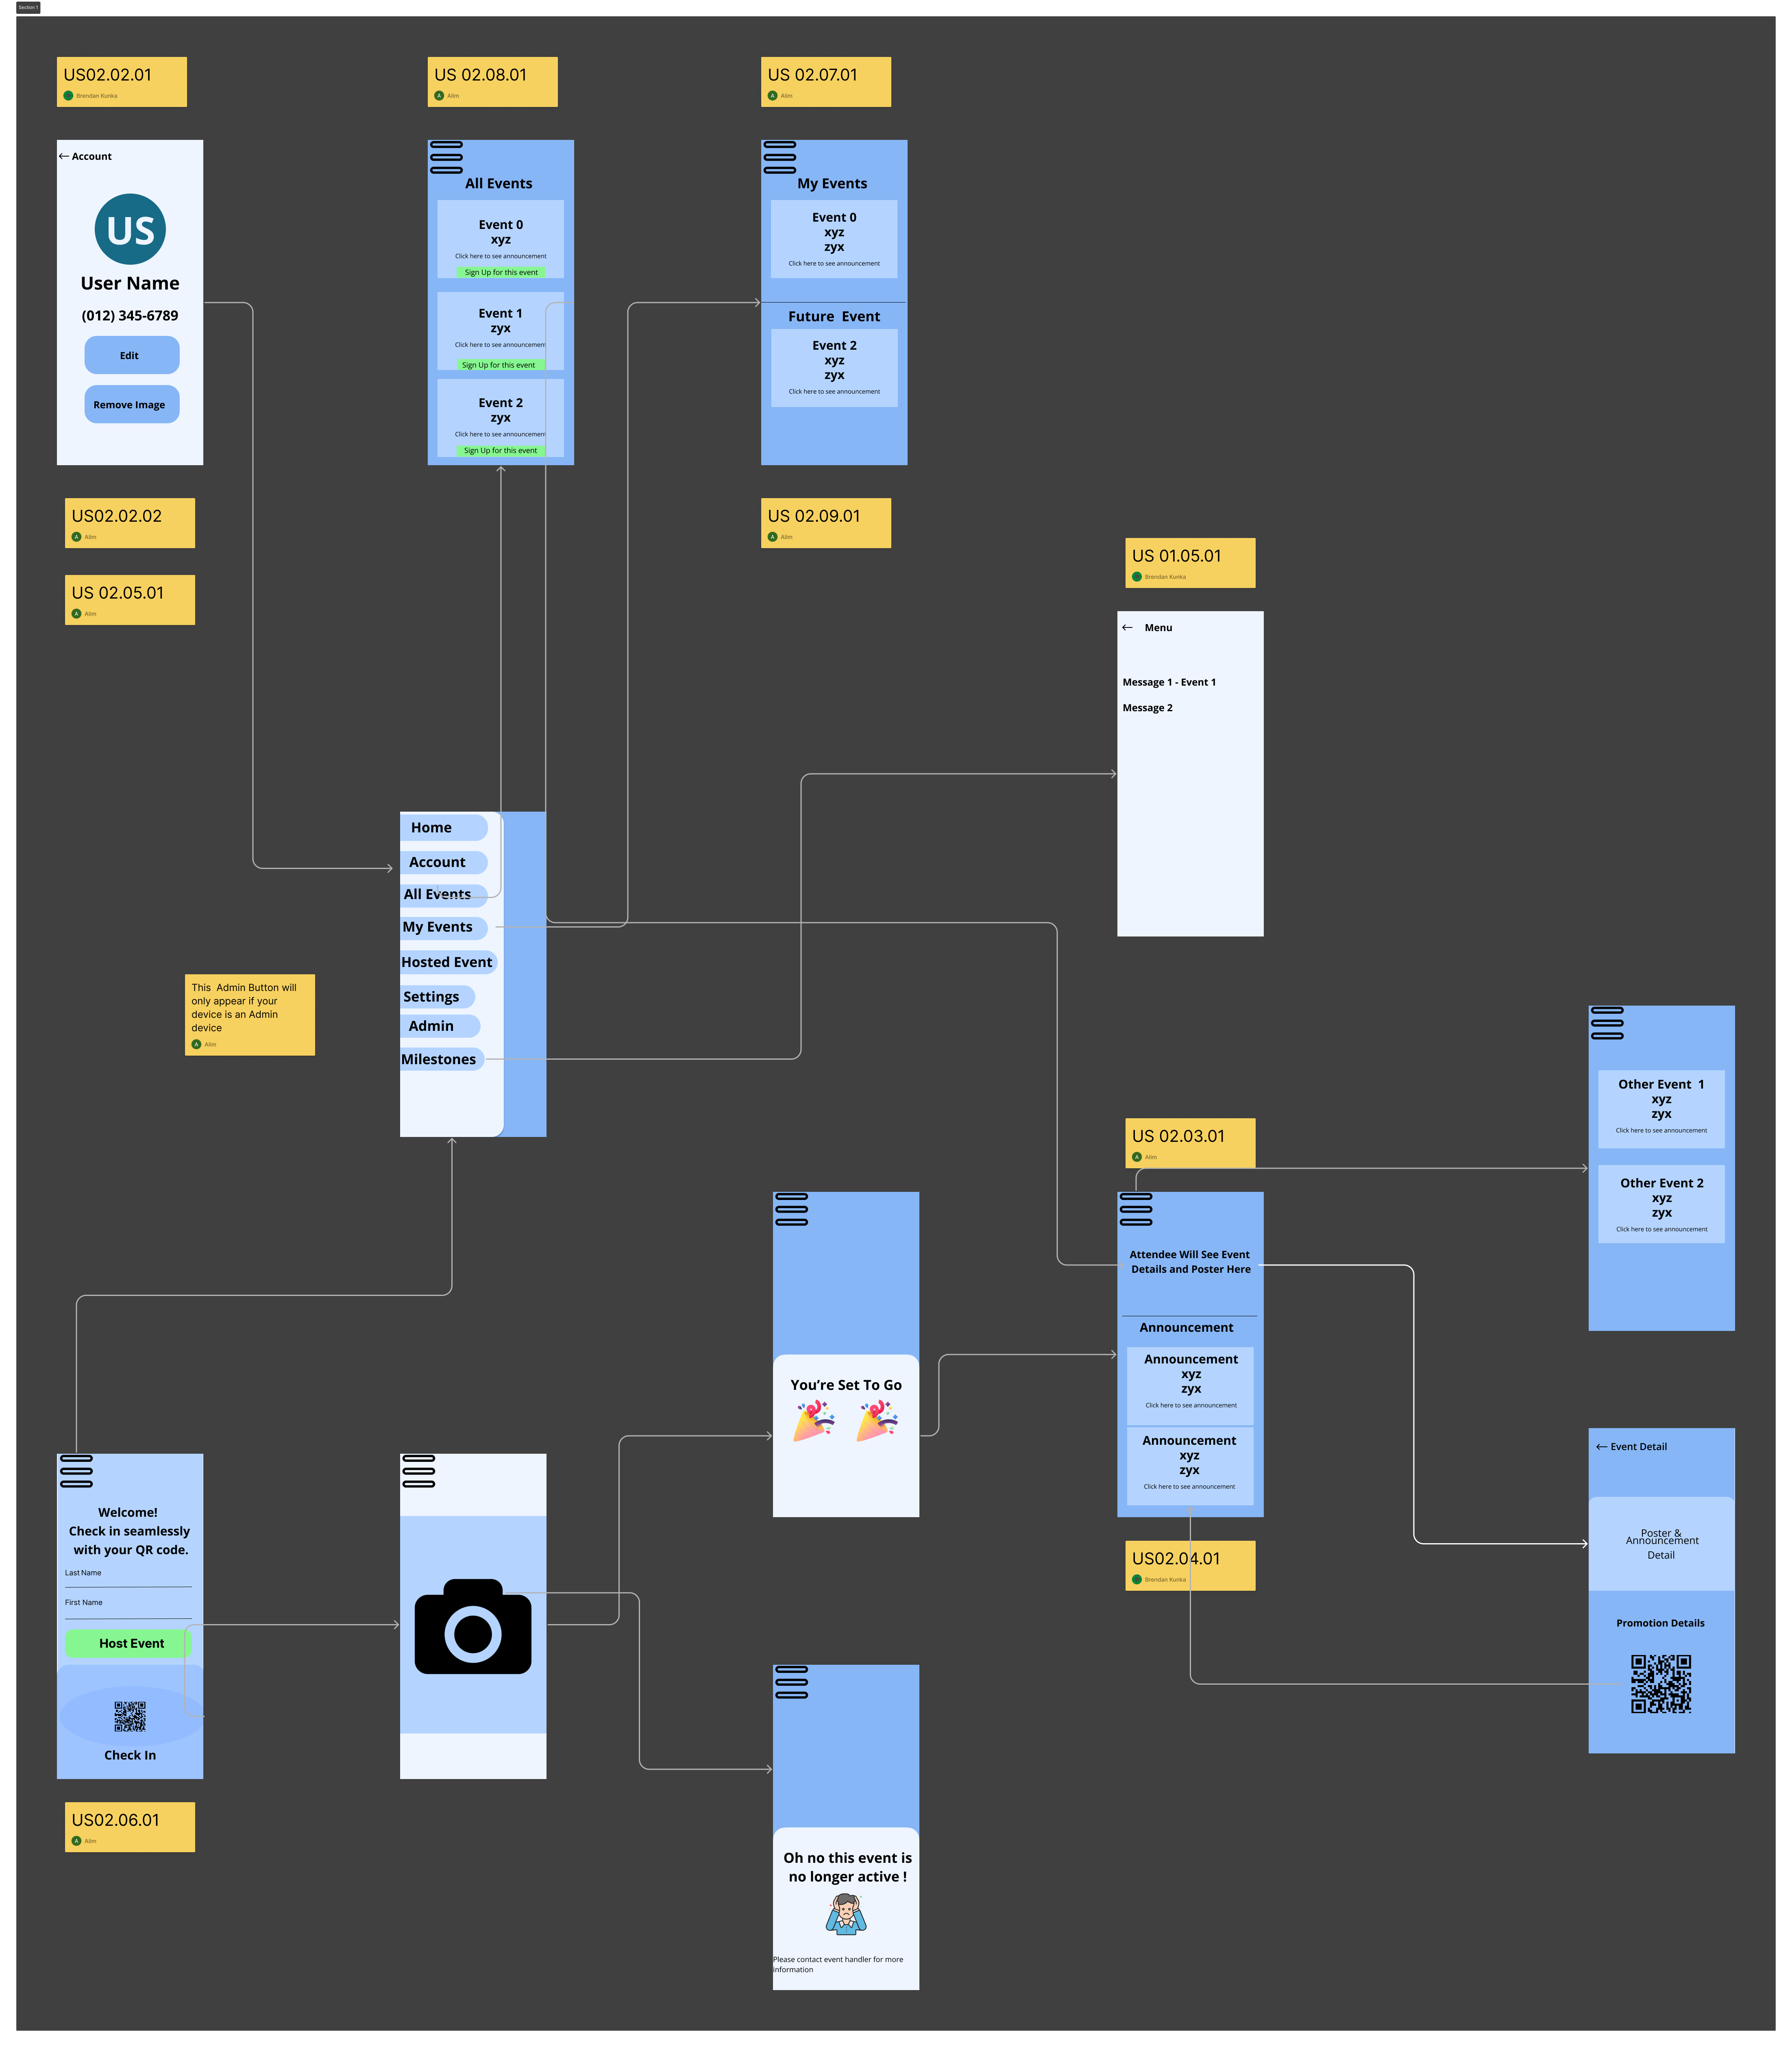 Section 1
US02.02.01
Brendan Kunka
US 02.08.01
A Alim
US 02.07.01
A Alim
Account
US
User Name
(012) 345-6789
Edit
Remove Image
All Events
Event 0
xyz
Click here to see announcement
Sign Up for this event
Event 1
zyx
Click here to see announcement
Sign Up for this event
Event 2
zyx
Click here to see announcement
Sign Up for this event
My Events
Event 0
xyz
zyx
Click here to see announcement
Future Event
Event 2
xyz
zyx
Click here to see announcement
US02.02.02
A Alim
US 02.05.01
A Alim
US 02.09.01
A Alim
US 01.05.01
Brendan Kunka
Menu
Message 1 - Event 1
Message 2
Home
Account
All Events
My Events
Hosted Event
Settings
Admin
Milestones
This Admin Button will
only appear if your
device is an Admin
device
A Alim
Other Event 1
xyz
zyx
Click here to see announcement
Other Event 2
xyz
zyx
Click here to see announcement
US 02.03.01
A Alim
Attendee Will See Event
Details and Poster Here
Announcement
Announcement
xyz
zyx
Click here to see announcement
Announcement
xyz
zyx
Click here to see announcement
US02.04.01
Brendan Kunka
You’re Set To Go
Event Detail
Poster &
Announcement
Detail
Promotion Details
Welcome!
Check in seamlessly
with your QR code.
Last Name
First Name
Host Event
Check In
US02.06.01
A Alim
Oh no this event is
no longer active !
Please contact event handler for more
information